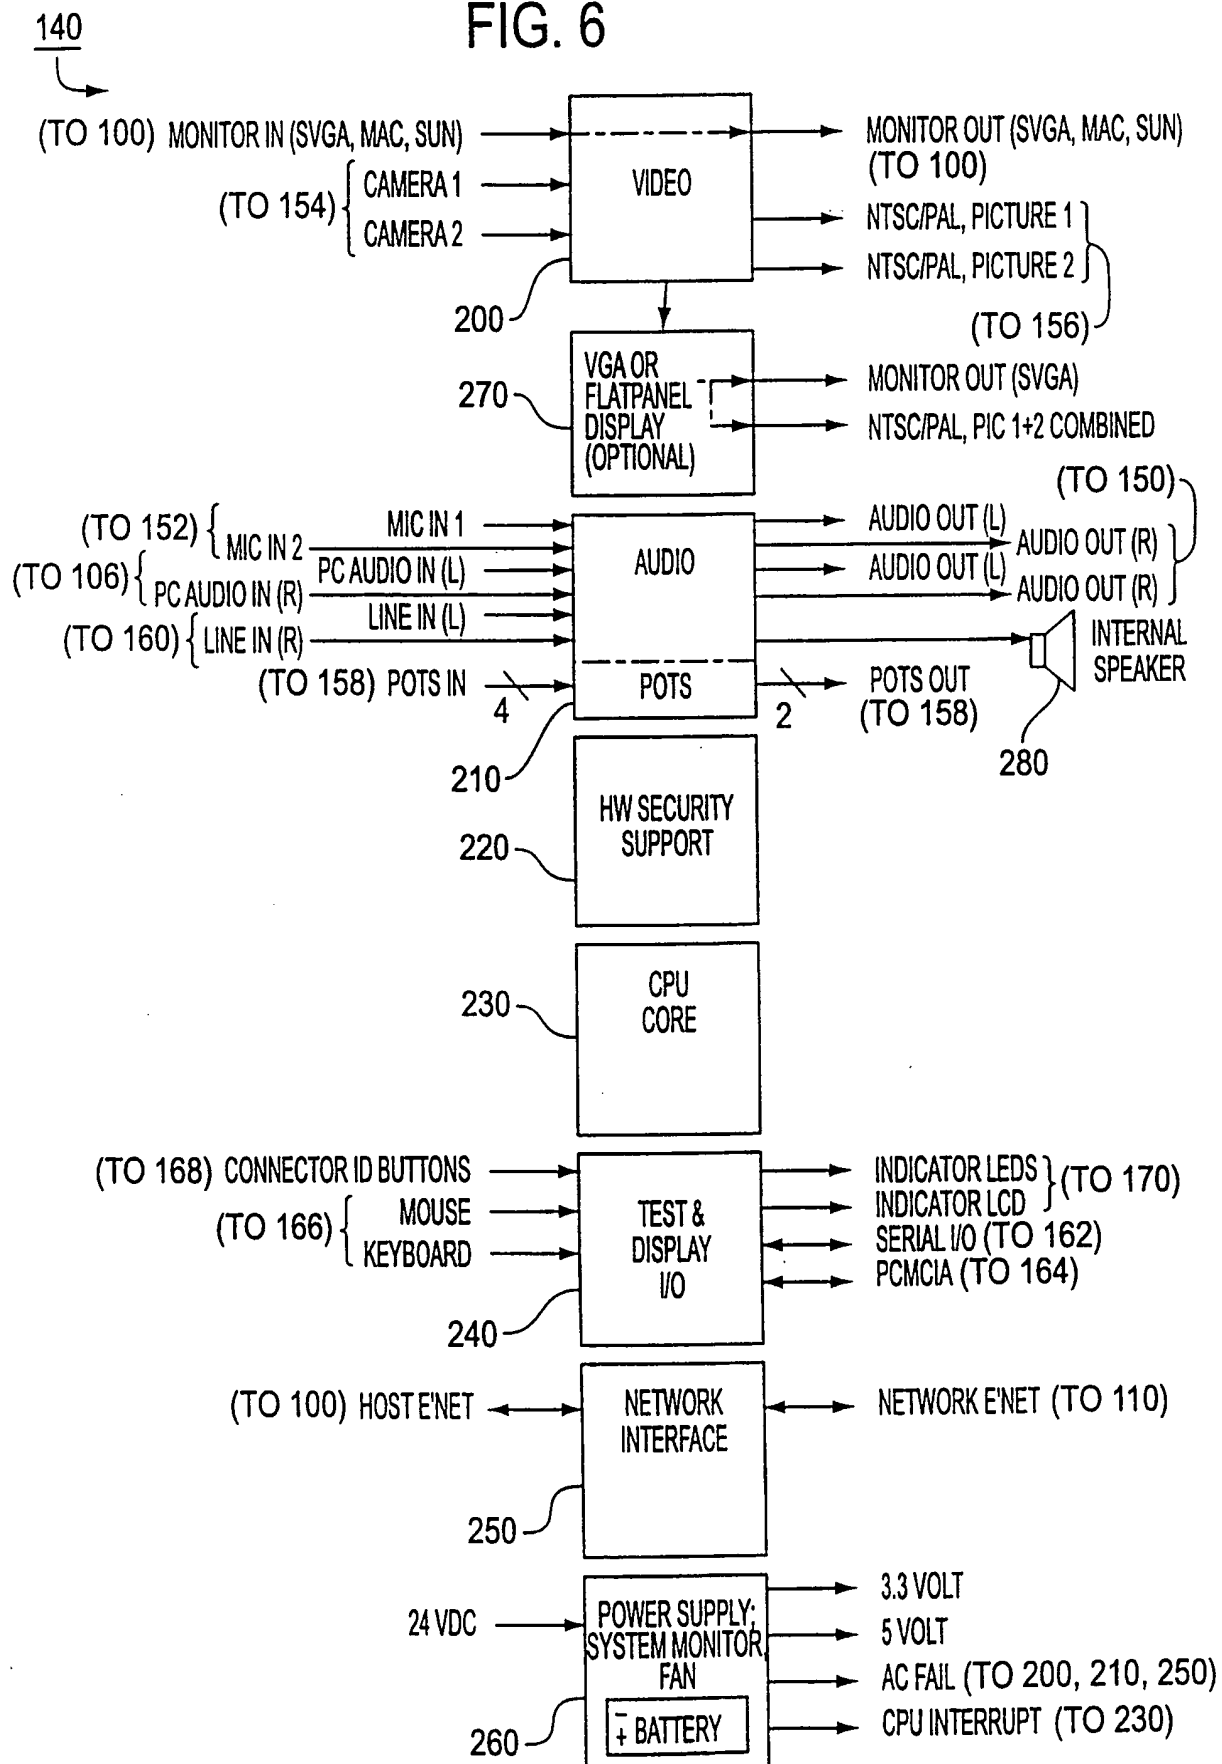 FIG. 6
140
(TO 100) MONITOR IN (SVGA, MAC, SUN)
MONITOR OUT (SVGA, MAC, SUN)
(TO 100)
(TO 154)
CAMERA 1
CAMERA 2
VIDEO
NTSC/PAL, PICTURE 1
NTSC/PAL, PICTURE 2
(TO 156)
200
VGA OR
FLATPANEL
DISPLAY
(OPTIONAL)
270
MONITOR OUT (SVGA)
NTSC/PAL, PIC 1+2 COMBINED
(TO 150)
(TO 152)
MIC IN 1
MIC IN 2
(TO 106)
PC AUDIO IN (L)
PC AUDIO IN (R)
LINE IN (L)
(TO 160)
LINE IN (R)
(TO 158) POTS IN
4
AUDIO
POTS
AUDIO OUT (L)
AUDIO OUT (R)
AUDIO OUT (L)
AUDIO OUT (R)
INTERNAL
SPEAKER
2
POTS OUT
(TO 158)
280
210
HW SECURITY
SUPPORT
220
CPU
CORE
230
(TO 168) CONNECTOR ID BUTTONS
(TO 166)
MOUSE
KEYBOARD
TEST &
DISPLAY
I/O
INDICATOR LEDS
INDICATOR LCD
(TO 170)
SERIAL I/O (TO 162)
PCMCIA (TO 164)
240
(TO 100) HOST E'NET
NETWORK
INTERFACE
NETWORK E'NET (TO 110)
250
24 VDC
POWER SUPPLY;
SYSTEM MONITOR
FAN
- + BATTERY
3.3 VOLT
5 VOLT
AC FAIL (TO 200, 210, 250)
CPU INTERRUPT (TO 230)
260